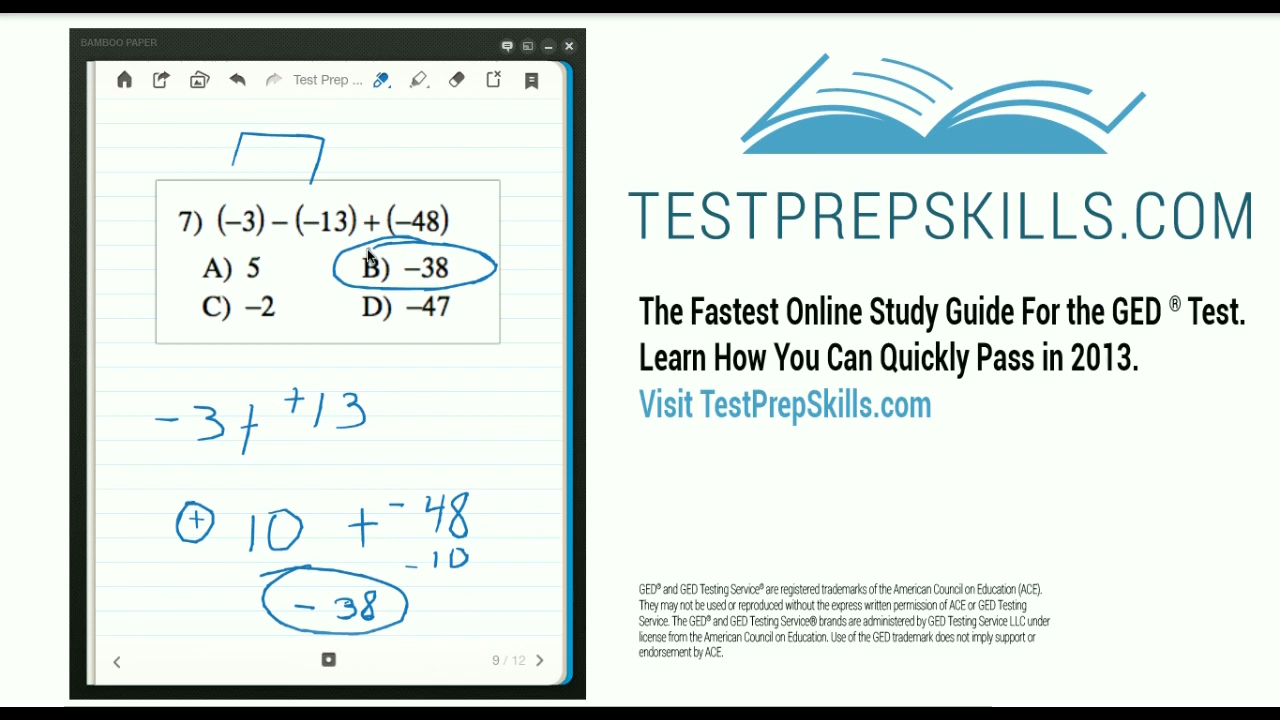 BAMBOO PAPER
Test Prep ...
7) (−3) − (−13) + (−48)
A) 5 B) −38
C) −2 D) −47
-3 + +13
+ 10 + -48
-10
-38
9 / 12
TESTPREPSKILLS.COM
The Fastest Online Study Guide For the GED ® Test.
Learn How You Can Quickly Pass in 2013.
Visit TestPrepSkills.com
GED® and GED Testing Service® are registered trademarks of the American Council on Education (ACE).
They may not be used or reproduced without the express written permission of ACE or GED Testing
Service. The GED® and GED Testing Service® brands are administered by GED Testing Service LLC under
license from the American Council on Education. Use of the GED trademark does not imply support or
endorsement by ACE.